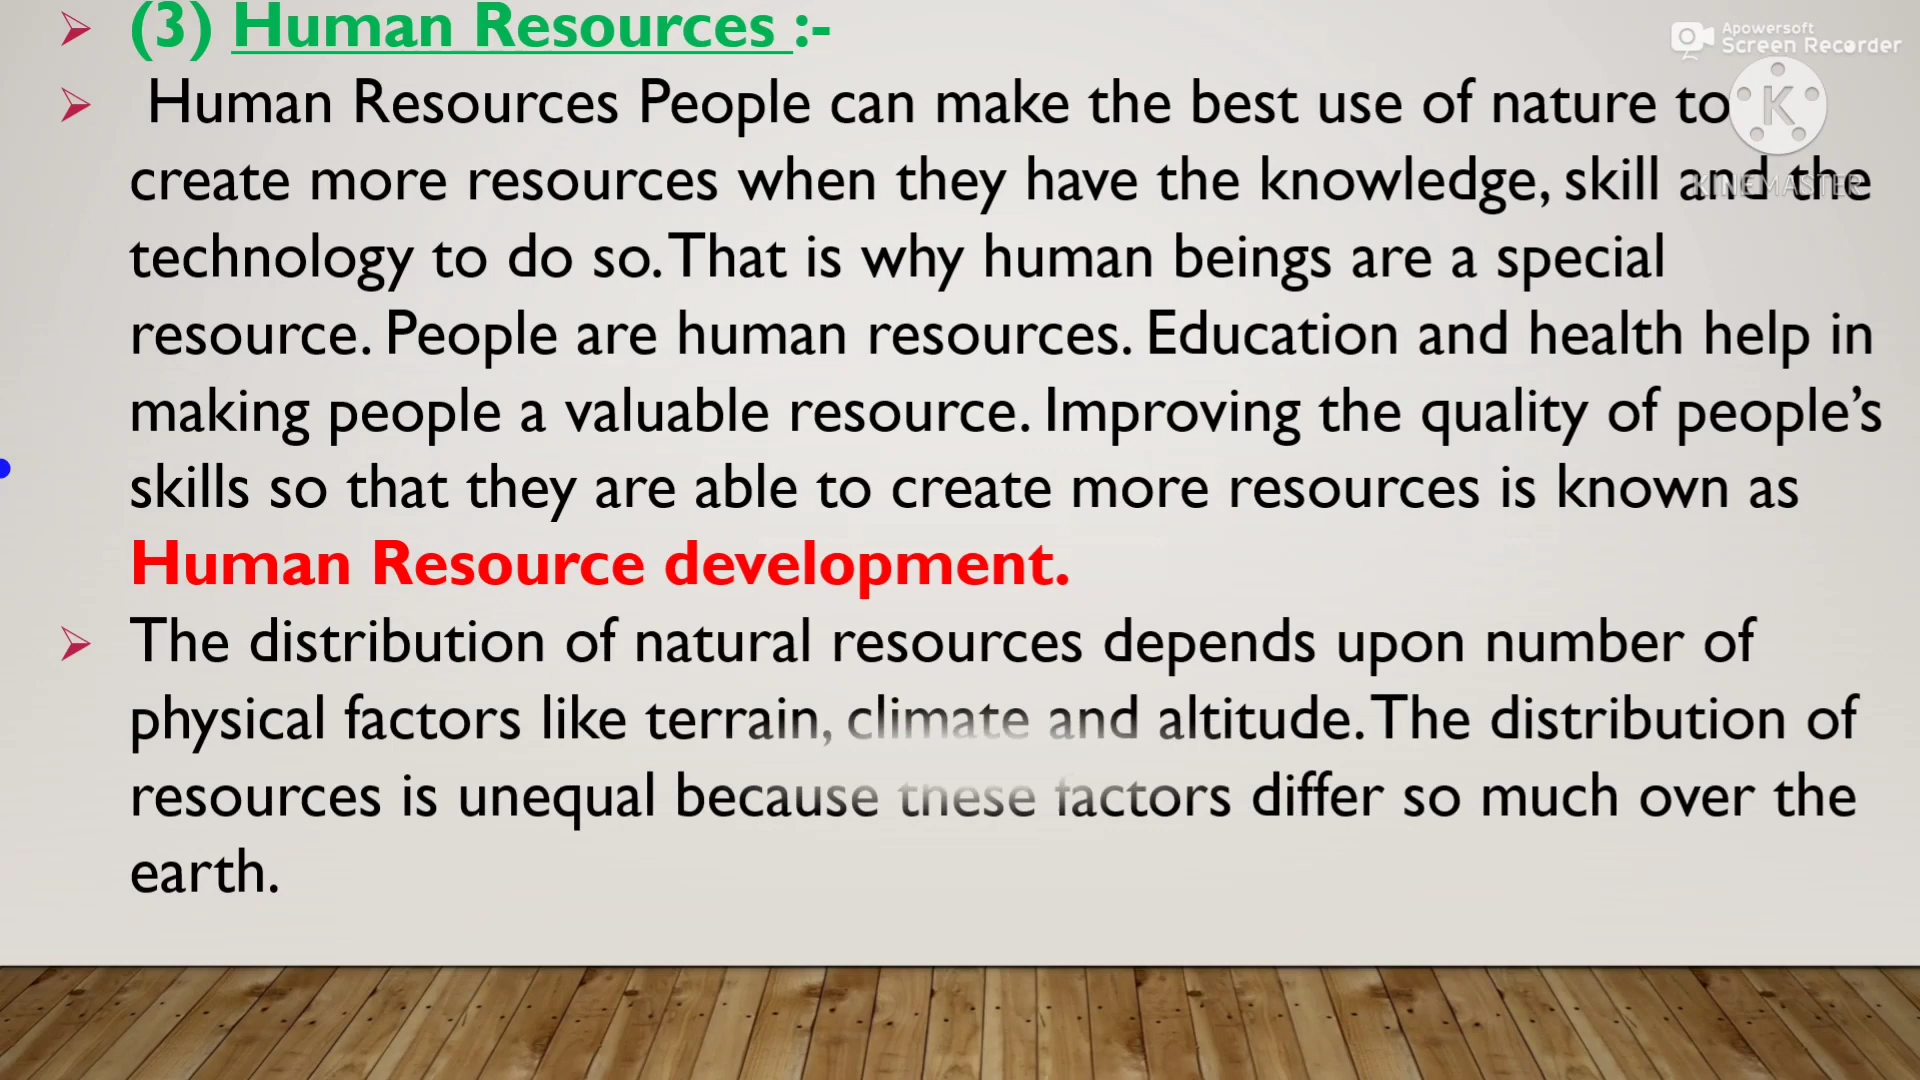 (3) Human Resources :-
Apowersoft
Screen Recorder
Human Resources People can make the best use of nature to
K
create more resources when they have the knowledge, skill and the
KINEMASTER
technology to do so. That is why human beings are a special
resource. People are human resources. Education and health help in
making people a valuable resource. Improving the quality of people's
skills so that they are able to create more resources is known as
Human Resource development.
The distribution of natural resources depends upon number of
physical factors like terrain, climate and altitude. The distribution of
resources is unequal because these factors differ so much over the
earth.